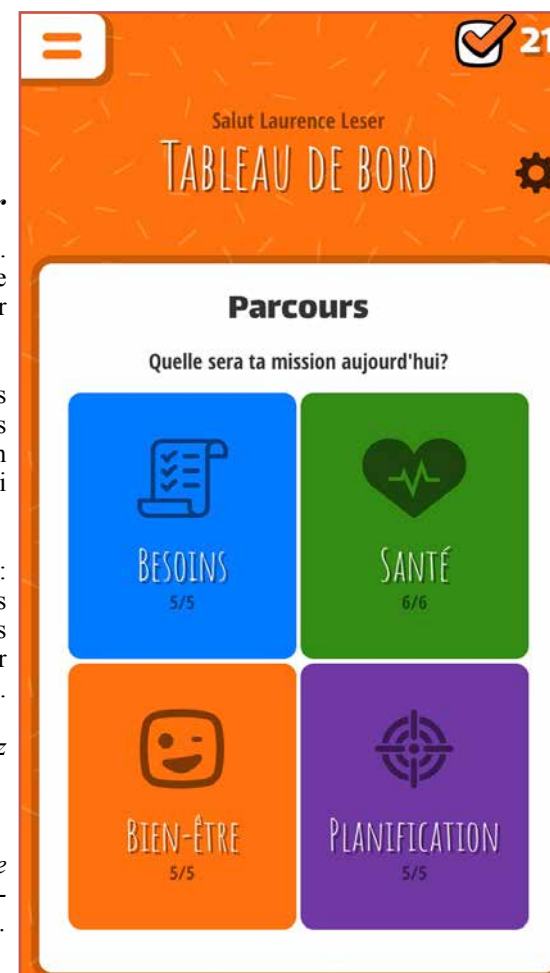 21
Salut Laurence Leser
TABLEAU DE BORD
Parcours
Quelle sera ta mission aujourd'hui?
BESOINS
5/5
SANTÉ
6/6
BIEN-ÊTRE
5/5
PLANIFICATION
5/5